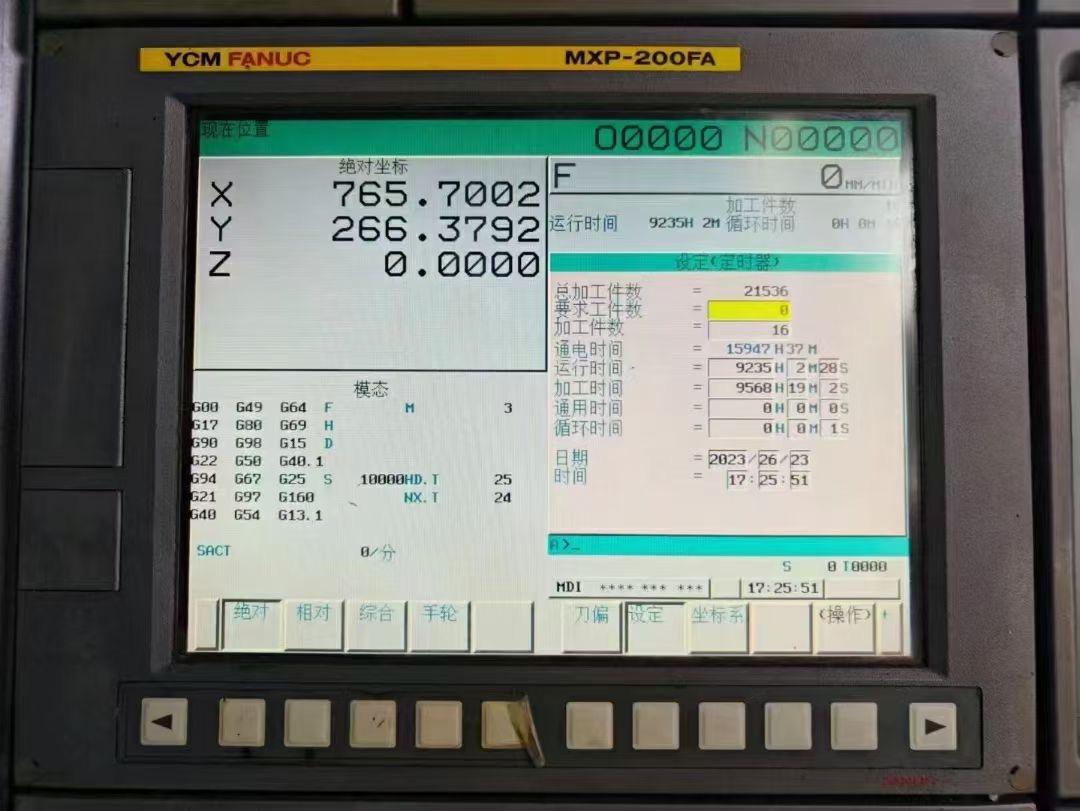 YCM FANUC MXP-200FA
现在位置 O0000 N00000
绝对坐标
X 765.7002
Y 266.3792
Z 0.0000
F 0 MM/MIN
加工件数
运行时间 9235H 2M 循环时间 0H 0M
设定(定时器)
总加工件数 = 21536
要求工件数 = 0
加工件数 = 16
通电时间 = 15947 H 37 M
运行时间 = 9235 H 2 M 28 S
加工时间 = 9568 H 19 M 2 S
通用时间 = 0 H 0 M 0 S
循环时间 = 0 H 0 M 1 S
日期 = 2023/26/23
时间 = 17:25:51
模态
G00 G49 G64 F M 3
G17 G80 G69 H
G90 G98 G15 D
G22 G50 G40.1
G94 G67 G25 S 10000 HD.T 25
G21 G97 G160 NX.T 24
G40 G54 G13.1
SACT 0/分
A>_
S 0 T0000
MDI **** *** *** 17:25:51
绝对 相对 综合 手轮 刀偏 设定 坐标系 (操作) +